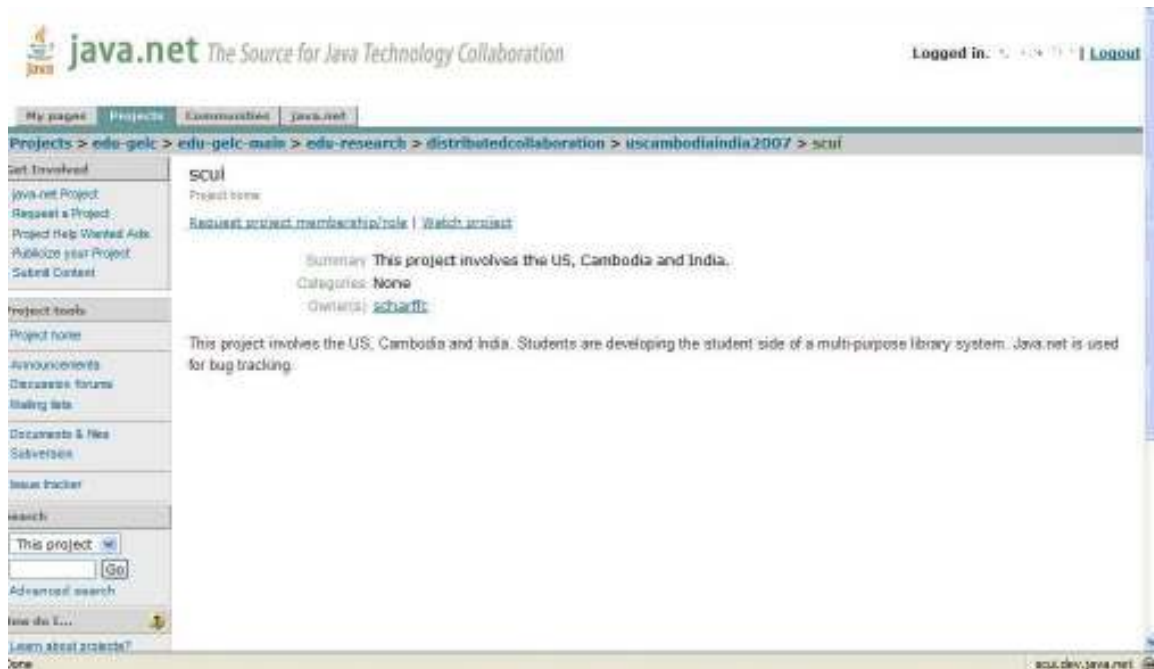 java.net The Source for Java Technology Collaboration
Java
Logged in. | Logout
My pages Projects Communities java.net
Projects > edu-gelc > edu-gelc-main > edu-research > distributedcollaboration > uscambodiaindia2007 > scui
Get Involved
java.net Project
Request a Project
Project Help Wanted Ads
Publicize your Project
Submit Content
Project tools
Project home
Announcements
Discussion forums
Mailing lists
Documents & files
Subversion
Issue tracker
Search
This project
Go
Advanced search
How do I...
Learn about projects?
scui
Project home
Request project membership/role | Watch project
Summary This project involves the US, Cambodia and India.
Categories None
Owner(s) scharffc
This project involves the US, Cambodia and India. Students are developing the student side of a multi-purpose library system. Java.net is used
for bug tracking.
Done
scui.dev.java.net